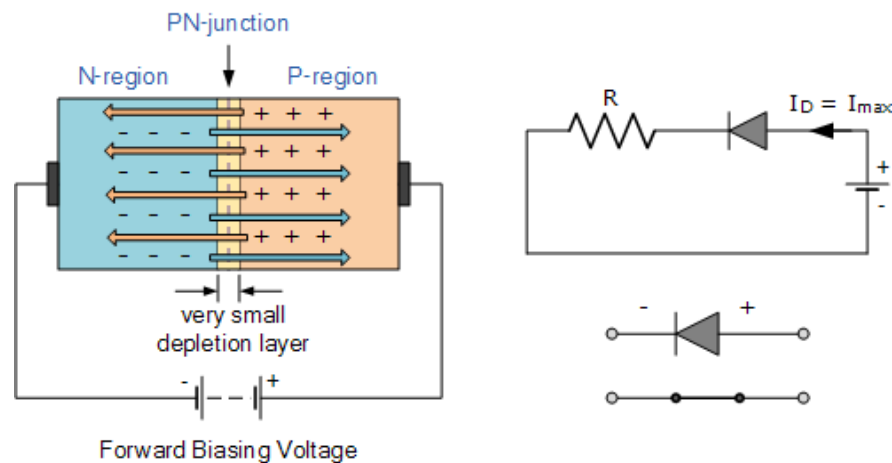 PN-junction
N-region
P-region
+ + +
- - -
+ + +
- - -
+ + +
- - -
+ + +
- - -
very small
depletion layer
- +
Forward Biasing Voltage
R
I_D = I_max
+
-
- +